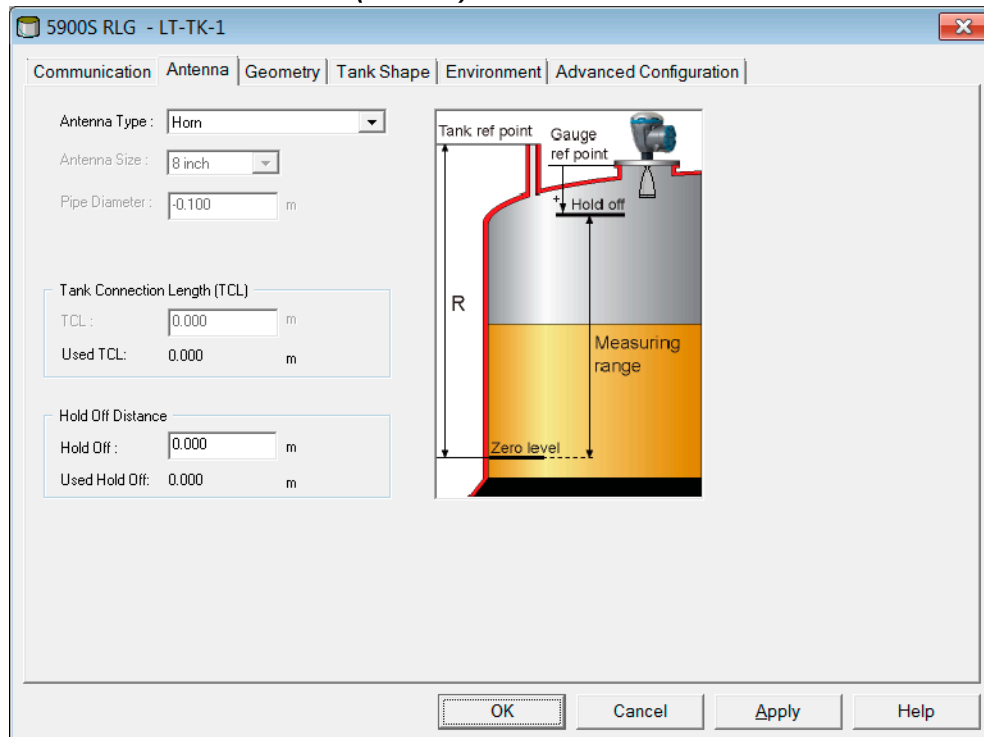 5900S RLG - LT-TK-1
Communication Antenna Geometry Tank Shape Environment Advanced Configuration
Antenna Type : Horn
Antenna Size : 8 inch
Pipe Diameter : -0.100 m
Tank Connection Length (TCL)
TCL : 0.000 m
Used TCL: 0.000 m
Hold Off Distance
Hold Off : 0.000 m
Used Hold Off: 0.000 m
Tank ref point
Gauge
ref point
+
Hold off
R
Measuring
range
Zero level
OK Cancel Apply Help